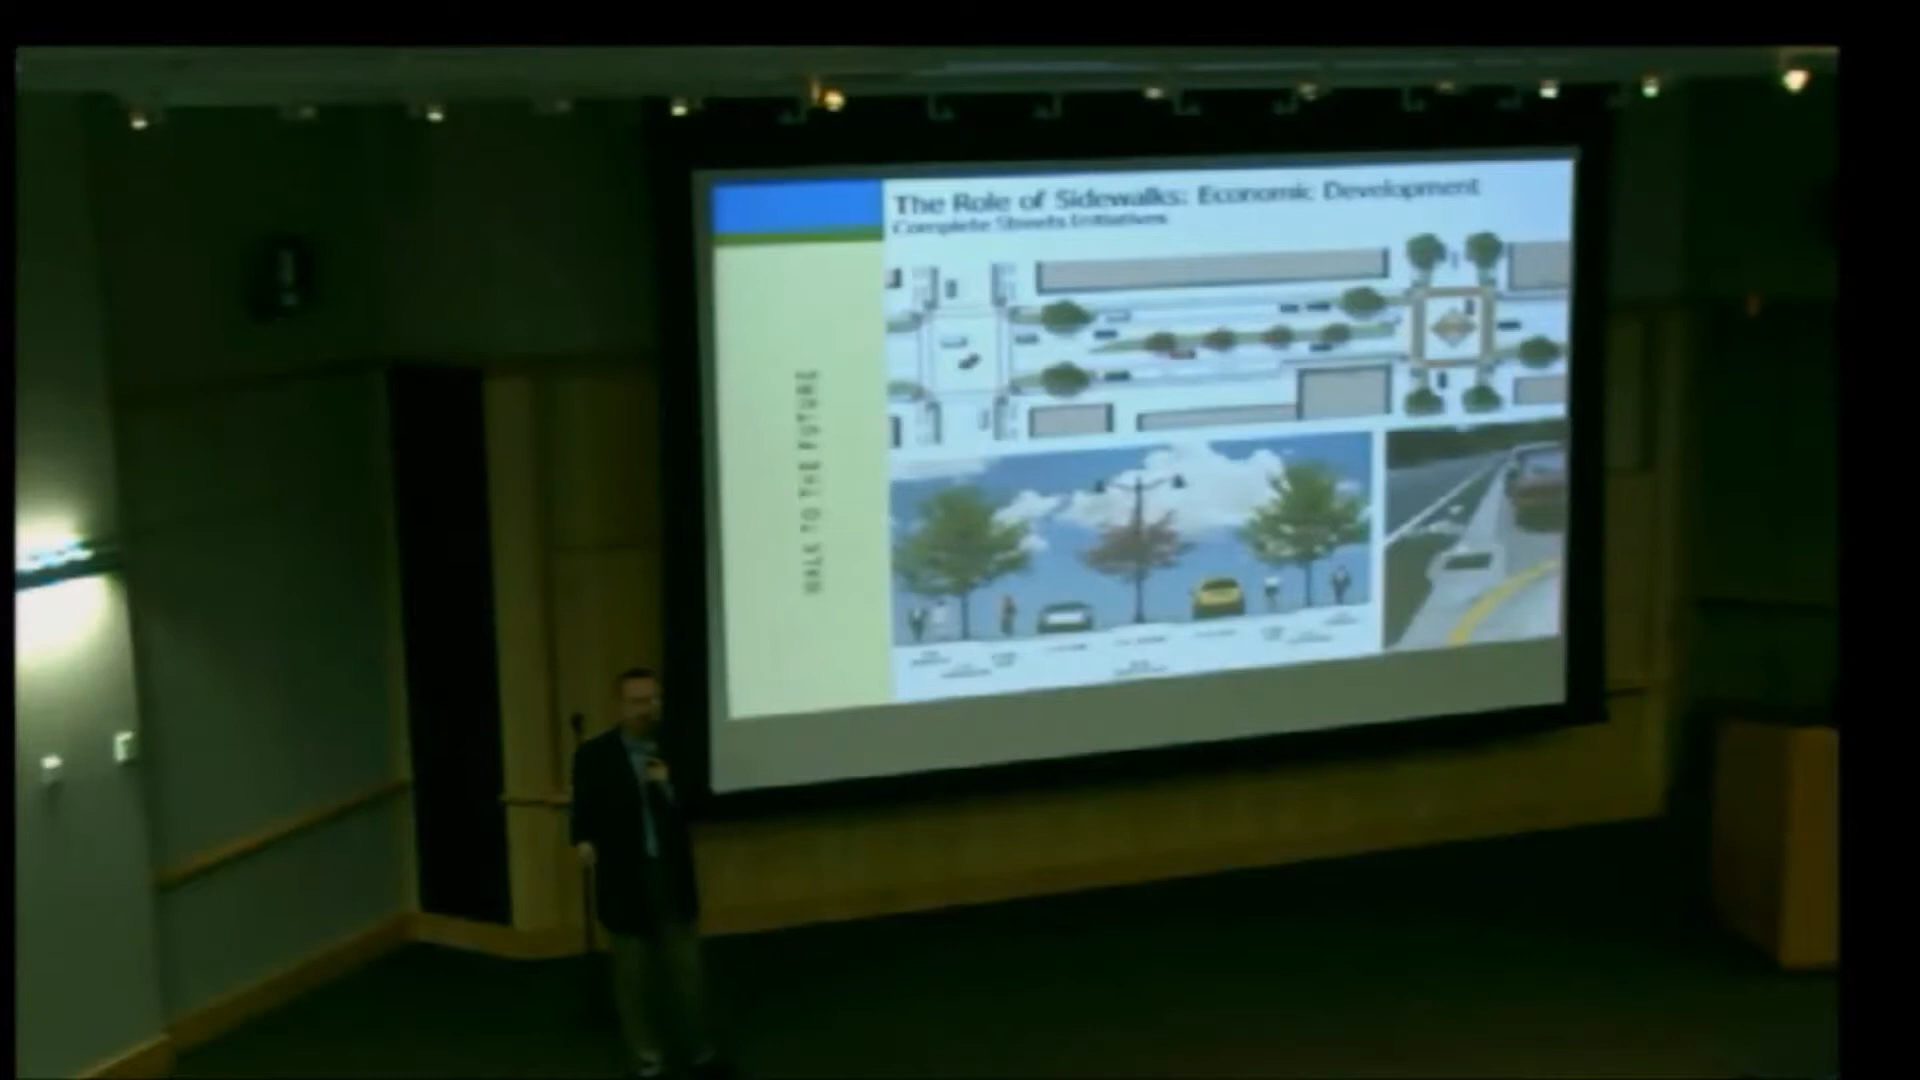 The Role of Sidewalks: Economic Development
Complete Streets Initiatives
WALK TO THE FUTURE